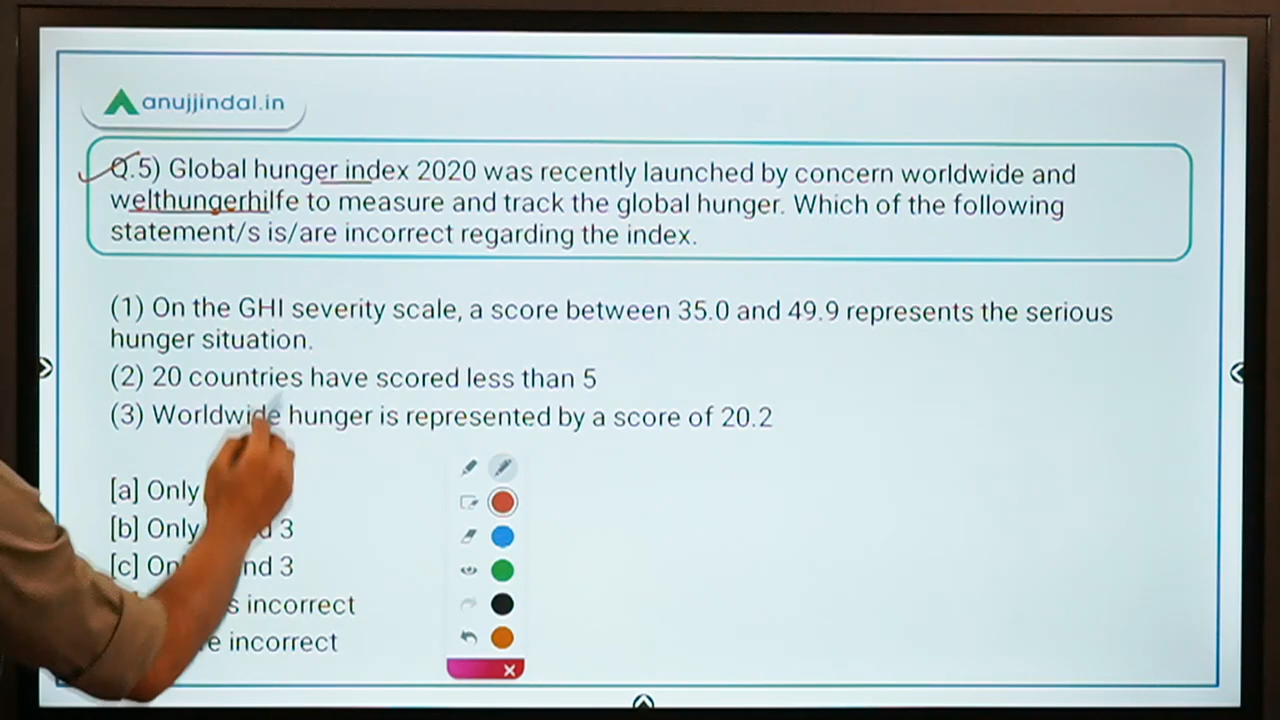 anujjindal.in
Q.5) Global hunger index 2020 was recently launched by concern worldwide and
welthungerhilfe to measure and track the global hunger. Which of the following
statement/s is/are incorrect regarding the index.
(1) On the GHI severity scale, a score between 35.0 and 49.9 represents the serious
hunger situation.
(2) 20 countries have scored less than 5
(3) Worldwide hunger is represented by a score of 20.2
[a] Only
[b] Only 3
[c] 3
incorrect
incorrect